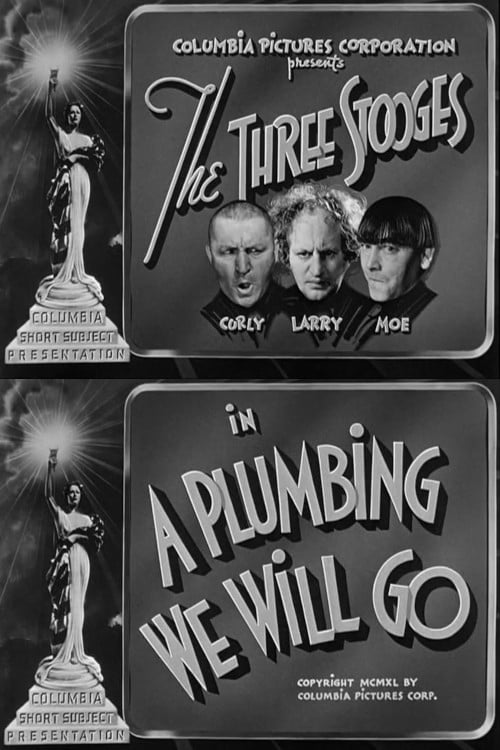 COLUMBIA PICTURES CORPORATION
presents
The THREE STOOGES
CURLY LARRY MOE
COLUMBIA
SHORT SUBJECT
PRESENTATION
in
A PLUMBING
WE WILL GO
COPYRIGHT MCMXL BY
COLUMBIA PICTURES CORP.
COLUMBIA
SHORT SUBJECT
PRESENTATION